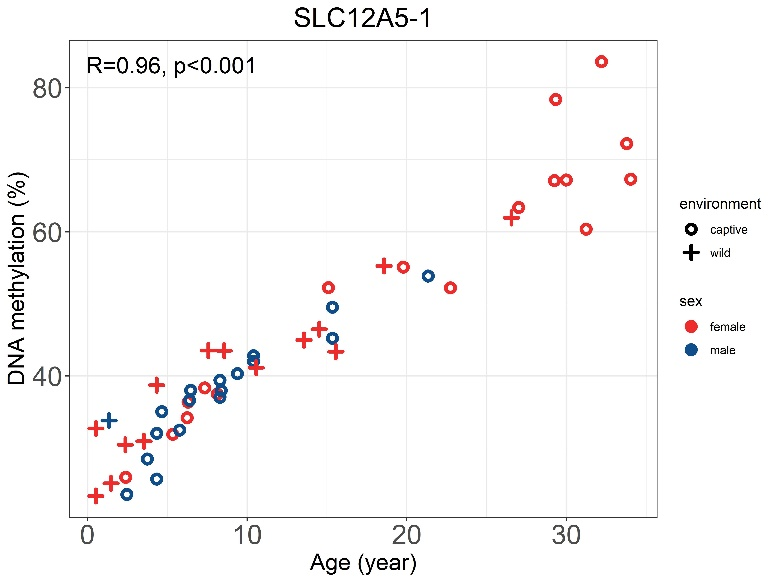 SLC12A5-1
R=0.96, p<0.001
DNA methylation (%)
80
60
40
0 10 20 30
Age (year)
environment
captive
wild
sex
female
male